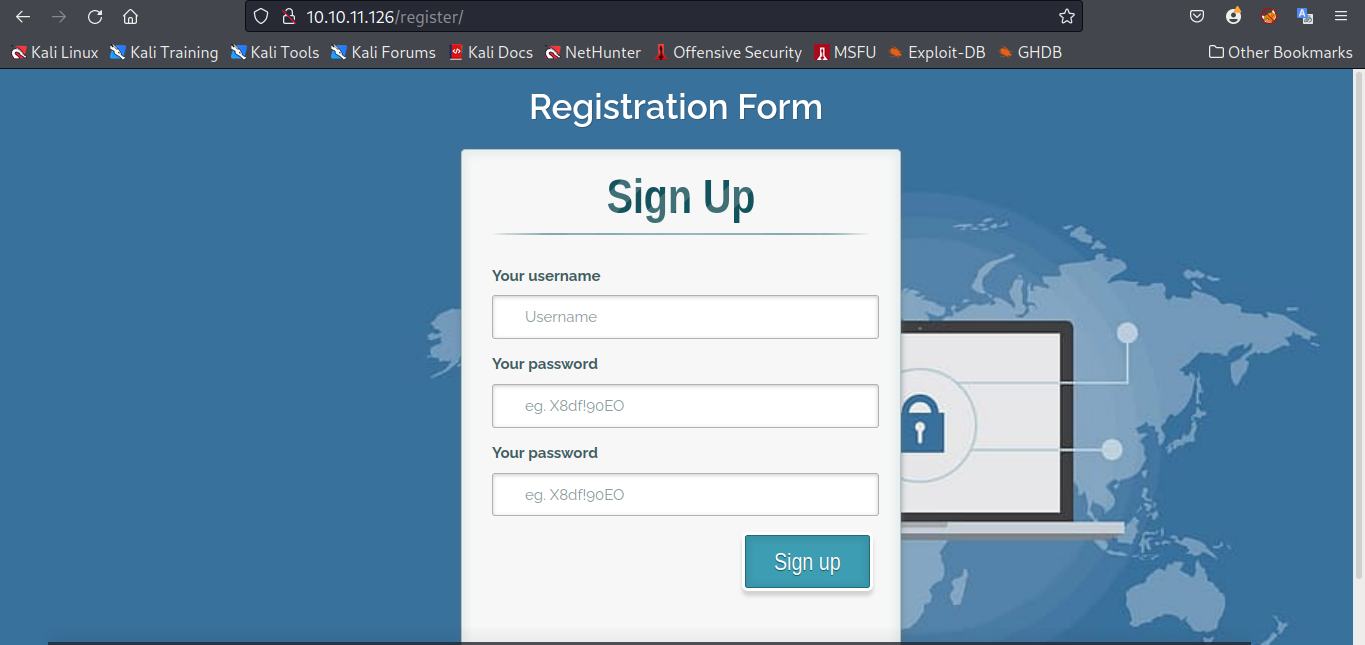 10.10.11.126/register/
Kali Linux Kali Training Kali Tools Kali Forums Kali Docs NetHunter Offensive Security MSFU Exploit-DB GHDB Other Bookmarks
Registration Form
Sign Up
Your username
Username
Your password
eg. X8df!90EO
Your password
eg. X8df!90EO
Sign up